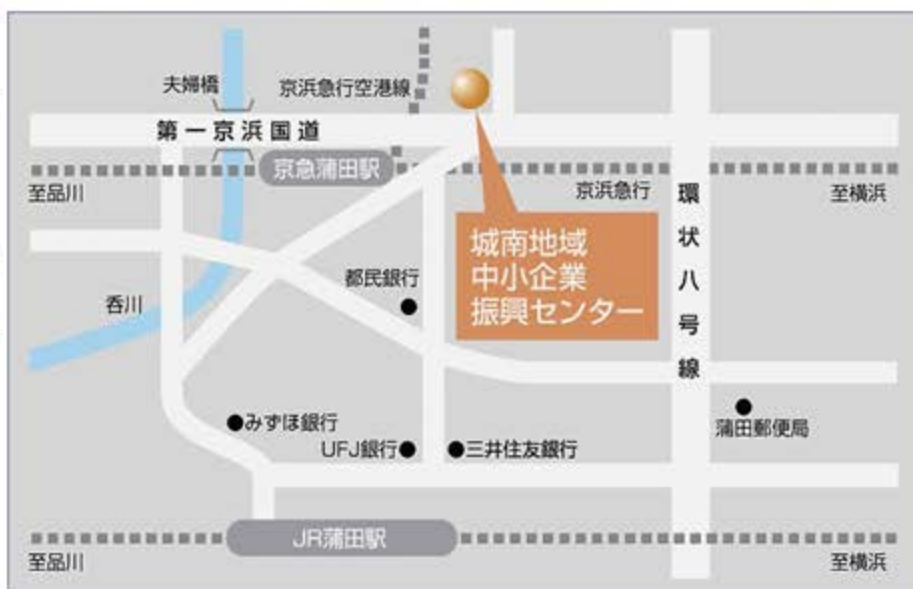 夫婦橋
京浜急行空港線
第一京浜国道
京急蒲田駅
至品川
京浜急行
至横浜
環状八号線
城南地域
中小企業
振興センター
都民銀行
呑川
みずほ銀行
UFJ銀行
三井住友銀行
蒲田郵便局
JR蒲田駅
至品川
至横浜